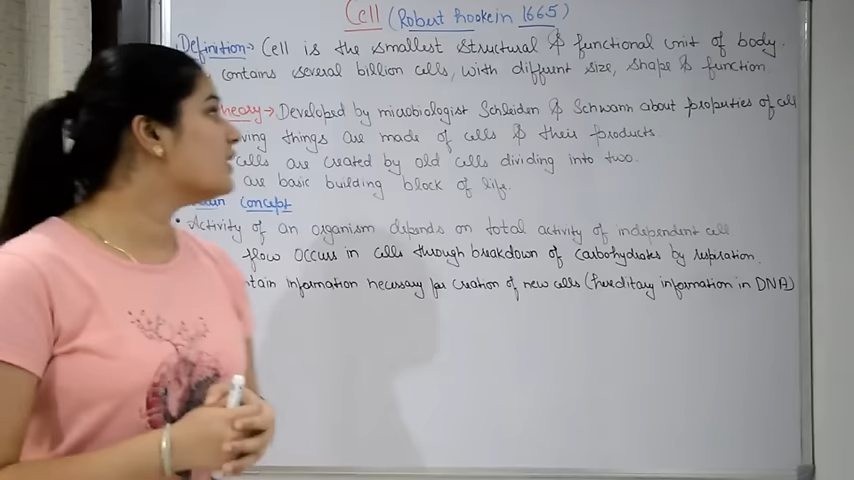 Cell (Robert hooke in 1665)
Definition→ Cell is the smallest structural & functional unit of body.
contains several billion cells, with different size, shape & function
heory→ Developed by microbiologist Schleiden & Schwann about properties of cell
ving things are made of cells & their products
cells are created by old cells dividing into two.
are basic building block of life.
ain concept
• Activity of an organism depends on total activity of independent cell
flow occurs in cells through breakdown of carbohydrates by respiration.
ntain information necessary for creation of new cells (hereditary information in DNA)